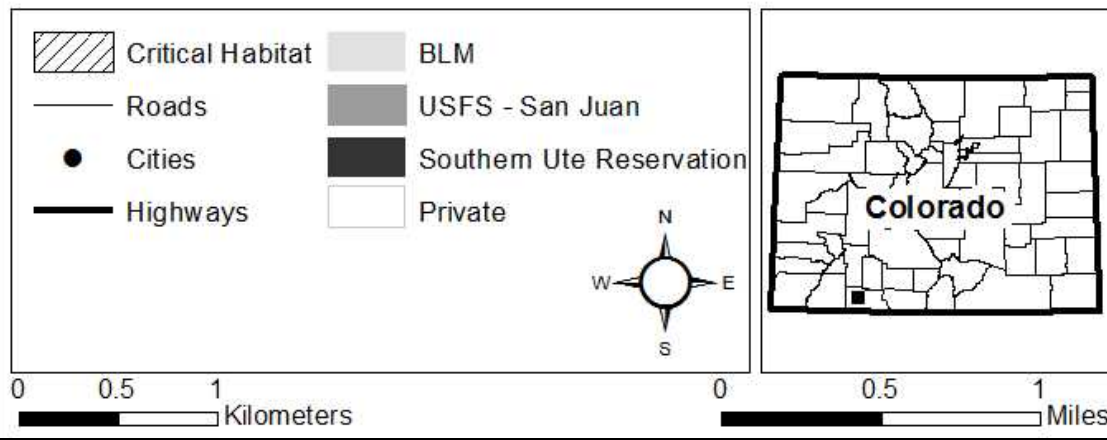 Critical Habitat
BLM
Roads
USFS - San Juan
Cities
Southern Ute Reservation
Highways
Private
N
W
E
S
Colorado
0 0.5 1
Kilometers
0 0.5 1
Miles